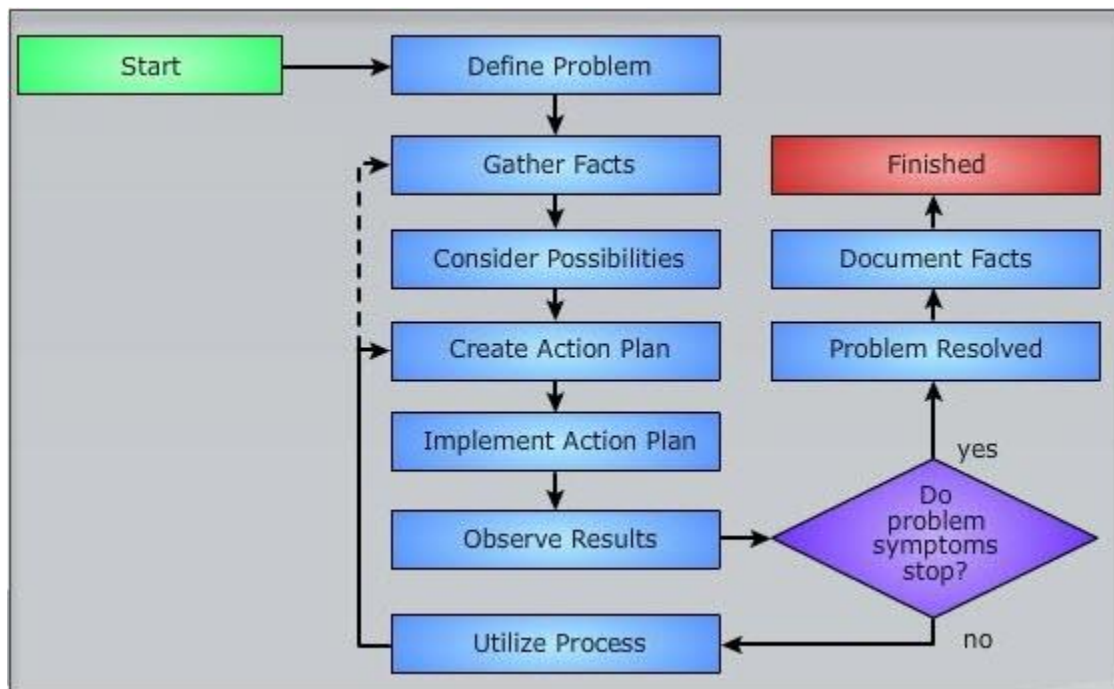 Start
Define Problem
Gather Facts
Consider Possibilities
Create Action Plan
Implement Action Plan
Observe Results
Do
problem
symptoms
stop?
yes
Problem Resolved
Document Facts
Finished
no
Utilize Process